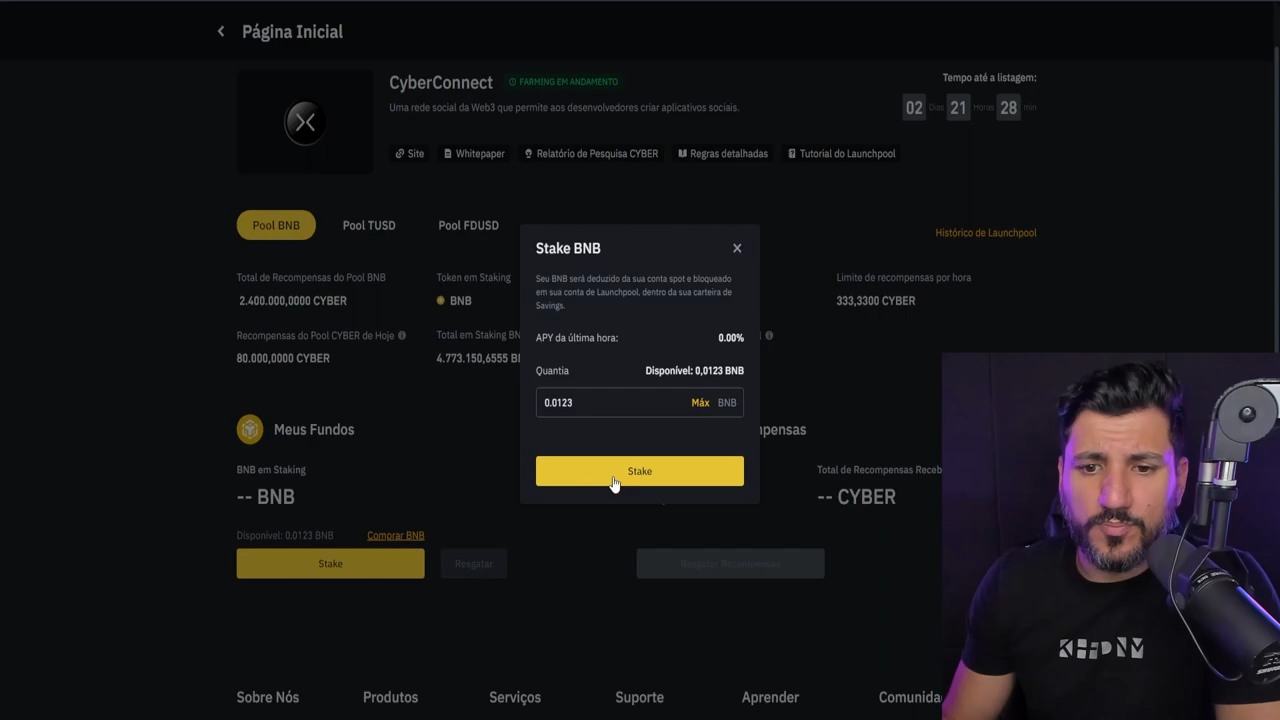 Página Inicial
CyberConnect
FARMING EM ANDAMENTO
Tempo até a listagem:
Uma rede social da Web3 que permite aos desenvolvedores criar aplicativos sociais.
02 Dias 21 Horas 28 min
Site
Whitepaper
Relatório de Pesquisa CYBER
Regras detalhadas
Tutorial do Launchpool
Pool BNB
Pool TUSD
Pool FDUSD
Histórico de Launchpool
Total de Recompensas do Pool BNB
2.400.000,0000 CYBER
Token em Staking
BNB
Limite de recompensas por hora
333,3300 CYBER
Recompensas do Pool CYBER de Hoje
80.000,0000 CYBER
Total em Staking BN
4.773.150,6555 B
Stake BNB
Seu BNB será deduzido da sua conta spot e bloqueado
em sua conta de Launchpool, dentro da sua carteira de
Savings.
APY da última hora: 0.00%
Quantia Disponível: 0,0123 BNB
0.0123 Máx BNB
Stake
Meus Fundos
BNB em Staking
-- BNB
Disponível: 0.0123 BNB
Comprar BNB
Stake
Resgatar
pensas
Total de Recompensas Receb
-- CYBER
Resgatar Recompensas
Sobre Nós
Produtos
Serviços
Suporte
Aprender
Comunida